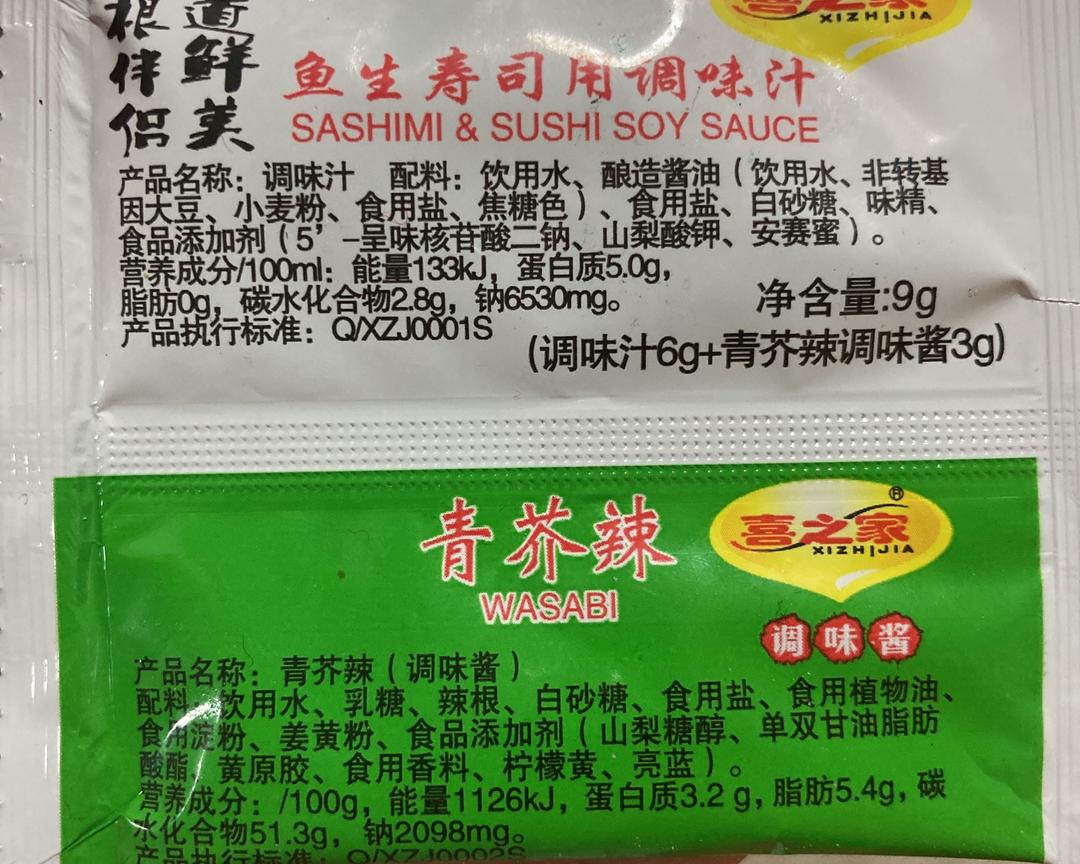 道鲜美
根伴侣
喜之家
XIZHIJIA
鱼生寿司用调味汁
SASHIMI & SUSHI SOY SAUCE
产品名称：调味汁 配料：饮用水、酿造酱油（饮用水、非转基
因大豆、小麦粉、食用盐、焦糖色）、食用盐、白砂糖、味精、
食品添加剂（5’-呈味核苷酸二钠、山梨酸钾、安赛蜜）。
营养成分/100ml：能量133kJ，蛋白质5.0g，
脂肪0g，碳水化合物2.8g，钠6530mg。
产品执行标准：Q/XZJ0001S
净含量:9g
(调味汁6g+青芥辣调味酱3g)
青芥辣
WASABI
喜之家®
XIZHIJIA
调味酱
产品名称：青芥辣（调味酱）
配料：饮用水、乳糖、辣根、白砂糖、食用盐、食用植物油、
食用淀粉、姜黄粉、食品添加剂（山梨糖醇、单双甘油脂肪
酸酯、黄原胶、食用香料、柠檬黄、亮蓝）。
营养成分：/100g，能量1126kJ，蛋白质3.2 g，脂肪5.4g，碳
水化合物51.3g，钠2098mg。
产品执行标准：Q/XZJ0002S